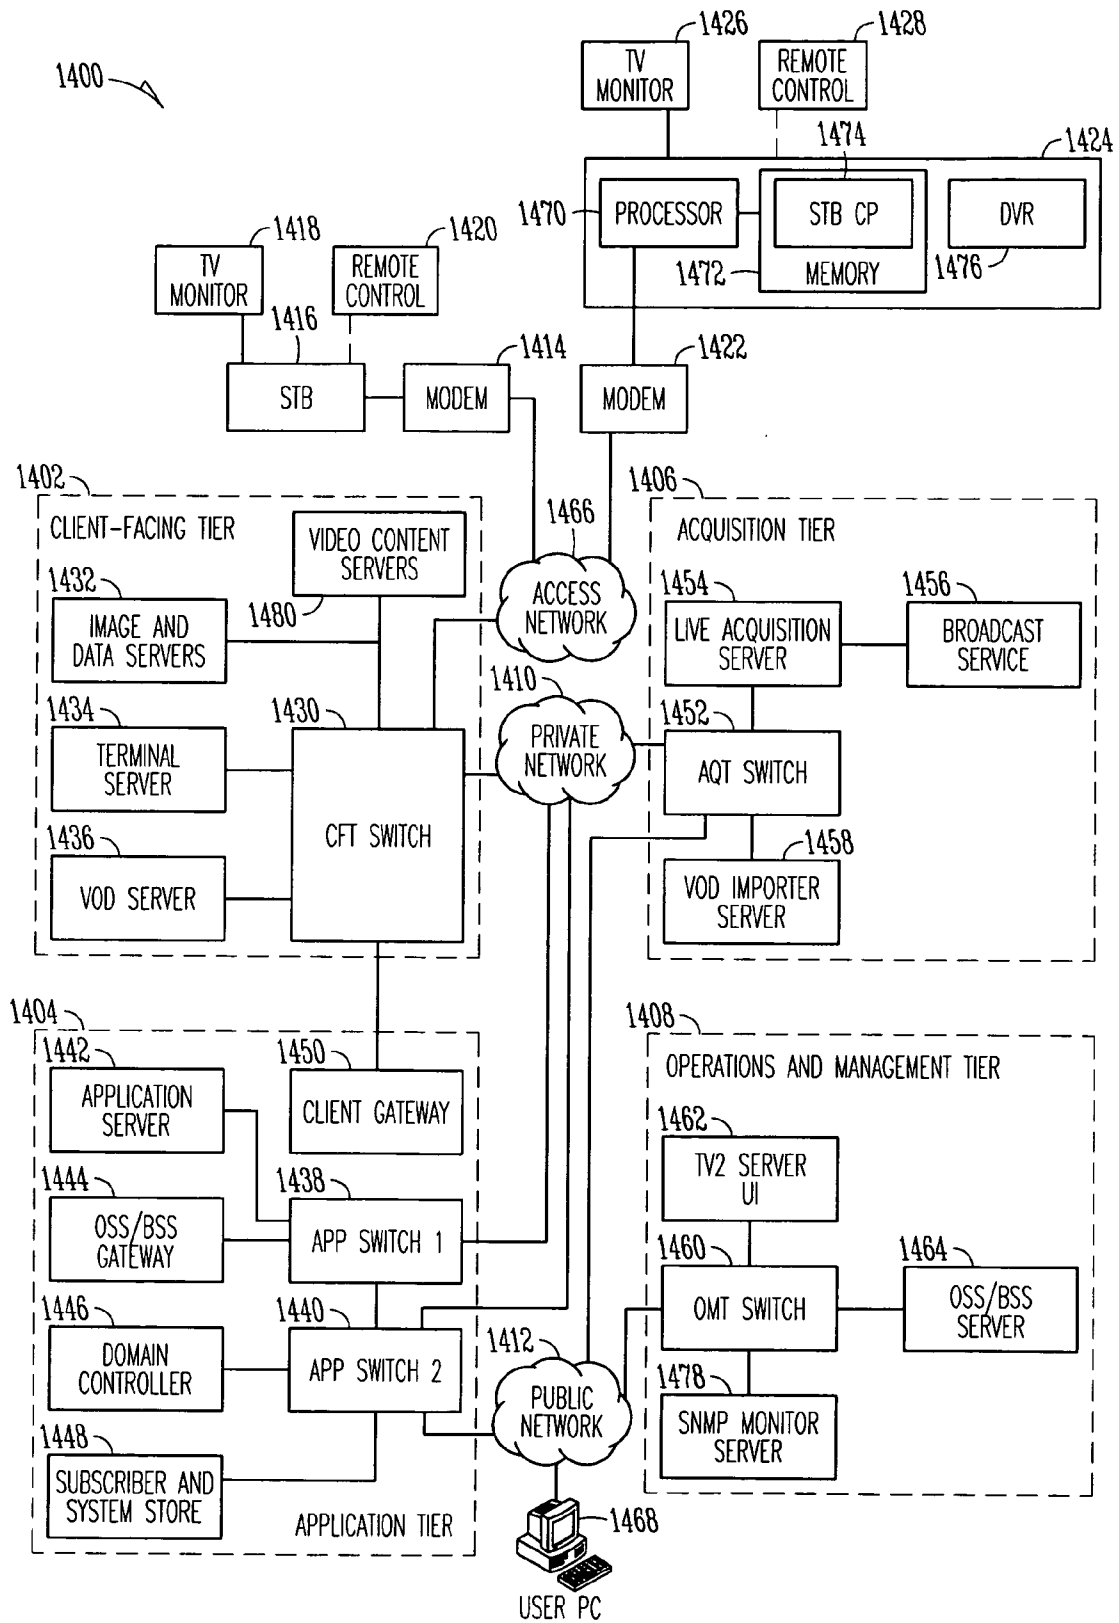 1400
1426
TV
MONITOR
1428
REMOTE
CONTROL
1424
1474
1470
PROCESSOR
STB CP
1472
MEMORY
DVR
1476
1418
TV
MONITOR
1420
REMOTE
CONTROL
1416
STB
1414
MODEM
1422
MODEM
1402
CLIENT-FACING TIER
VIDEO CONTENT
SERVERS
1480
1432
IMAGE AND
DATA SERVERS
1434
TERMINAL
SERVER
1430
CFT SWITCH
1436
VOD SERVER
1466
ACCESS
NETWORK
1410
PRIVATE
NETWORK
1406
ACQUISITION TIER
1454
LIVE ACQUISITION
SERVER
1456
BROADCAST
SERVICE
1452
AQT SWITCH
1458
VOD IMPORTER
SERVER
1404
1442
APPLICATION
SERVER
1450
CLIENT GATEWAY
1444
OSS/BSS
GATEWAY
1438
APP SWITCH 1
1446
DOMAIN
CONTROLLER
1440
APP SWITCH 2
1448
SUBSCRIBER AND
SYSTEM STORE
APPLICATION TIER
1412
PUBLIC
NETWORK
1468
USER PC
1408
OPERATIONS AND MANAGEMENT TIER
1462
TV2 SERVER
UI
1460
OMT SWITCH
1464
OSS/BSS
SERVER
1478
SNMP MONITOR
SERVER